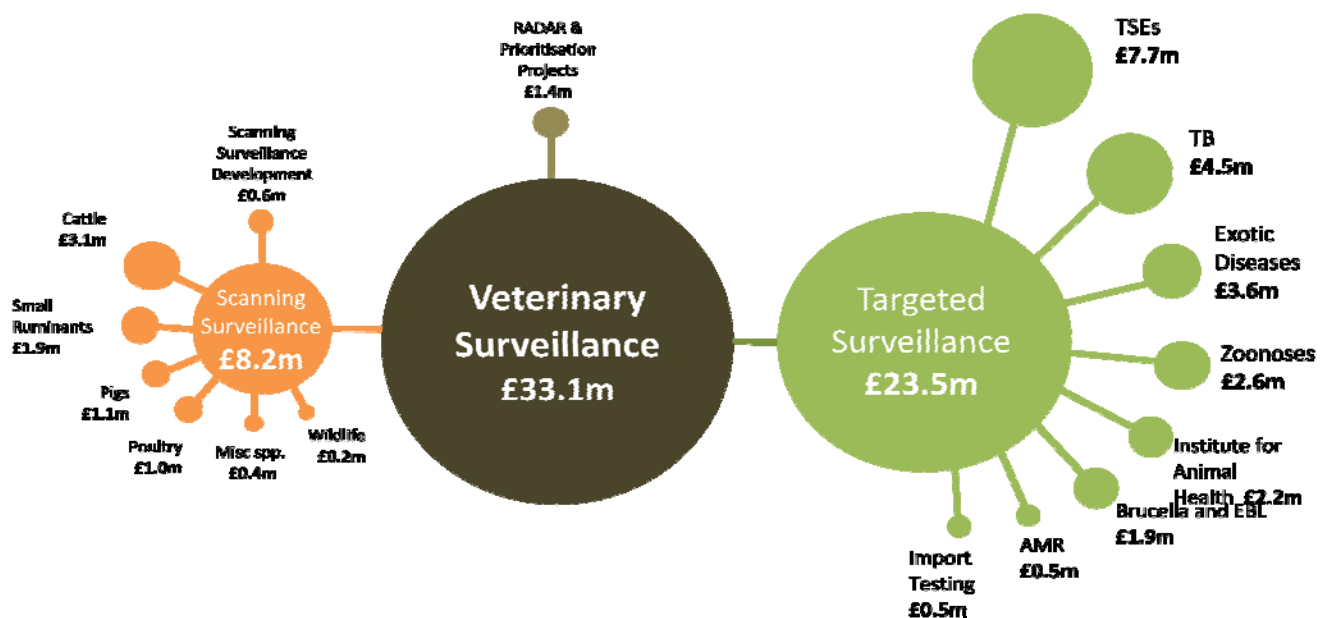 RADAR &
Prioritisation
Projects
£1.4m
Scanning
Surveillance
Development
£0.6m
Cattle
£3.1m
Small
Ruminants
£1.9m
Pigs
£1.1m
Poultry
£1.0m
Misc spp.
£0.4m
Wildlife
£0.2m
Scanning
Surveillance
£8.2m
Veterinary
Surveillance
£33.1m
Targeted
Surveillance
£23.5m
TSEs
£7.7m
TB
£4.5m
Exotic
Diseases
£3.6m
Zoonoses
£2.6m
Institute for
Animal
Health £2.2m
Brucella and EBL
£1.9m
AMR
£0.5m
Import
Testing
£0.5m